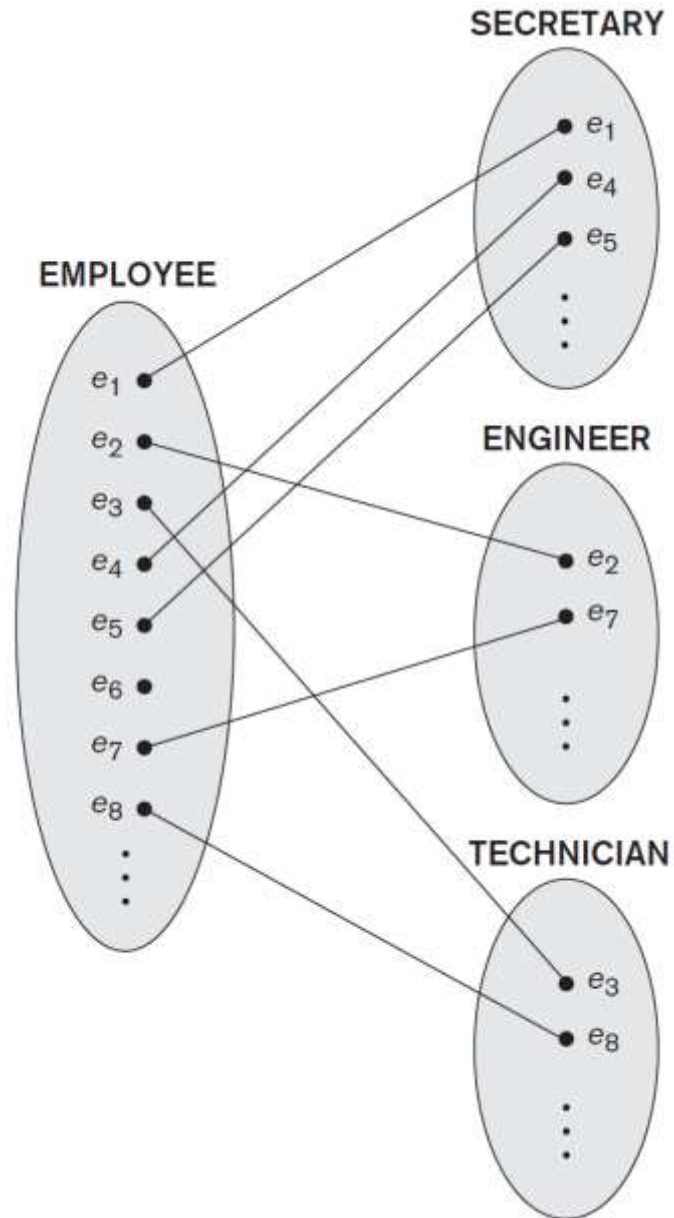 SECRETARY
e₁
e₄
e₅
EMPLOYEE
e₁
e₂
e₃
e₄
e₅
e₆
e₇
e₈
ENGINEER
e₂
e₇
TECHNICIAN
e₃
e₈